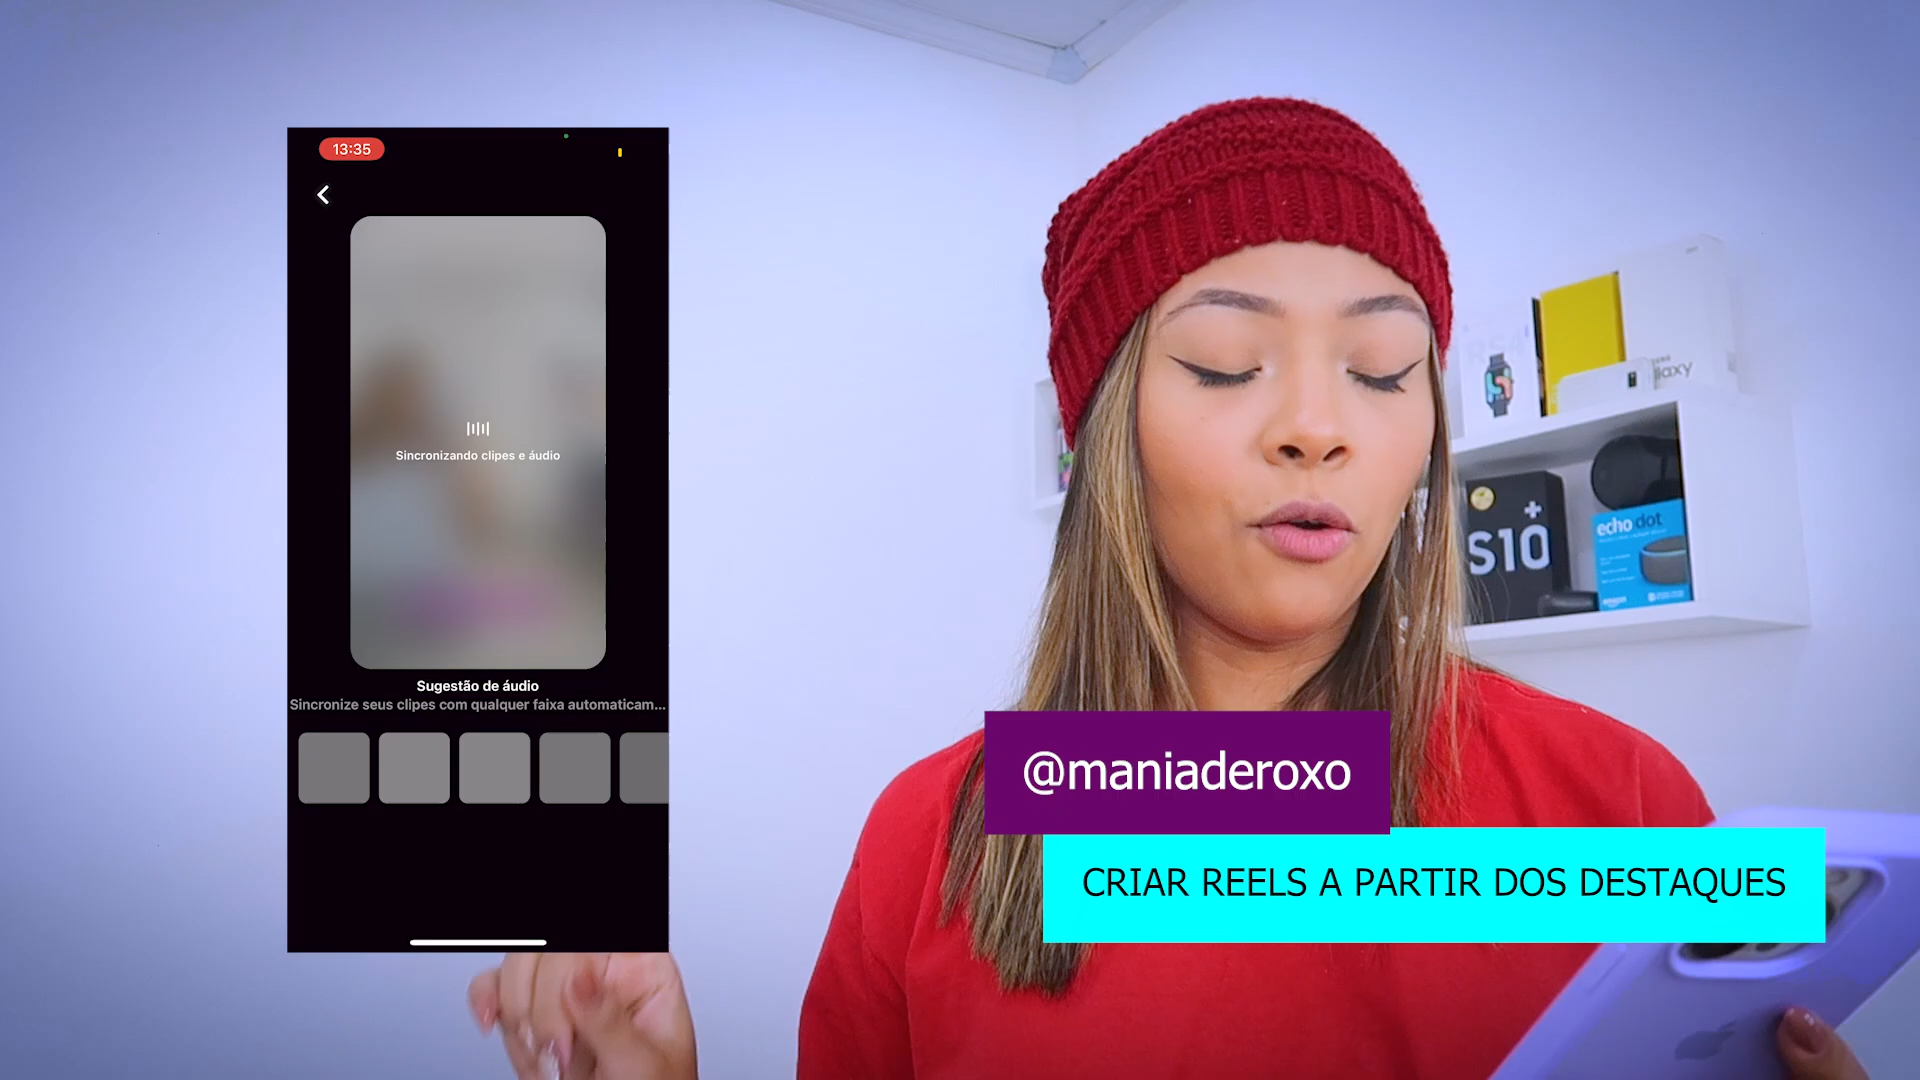 13:35
Sincronizando clipes e áudio
Sugestão de áudio
Sincronize seus clipes com qualquer faixa automaticam...
@maniaderoxo
CRIAR REELS A PARTIR DOS DESTAQUES
S10+
echo dot
amazon